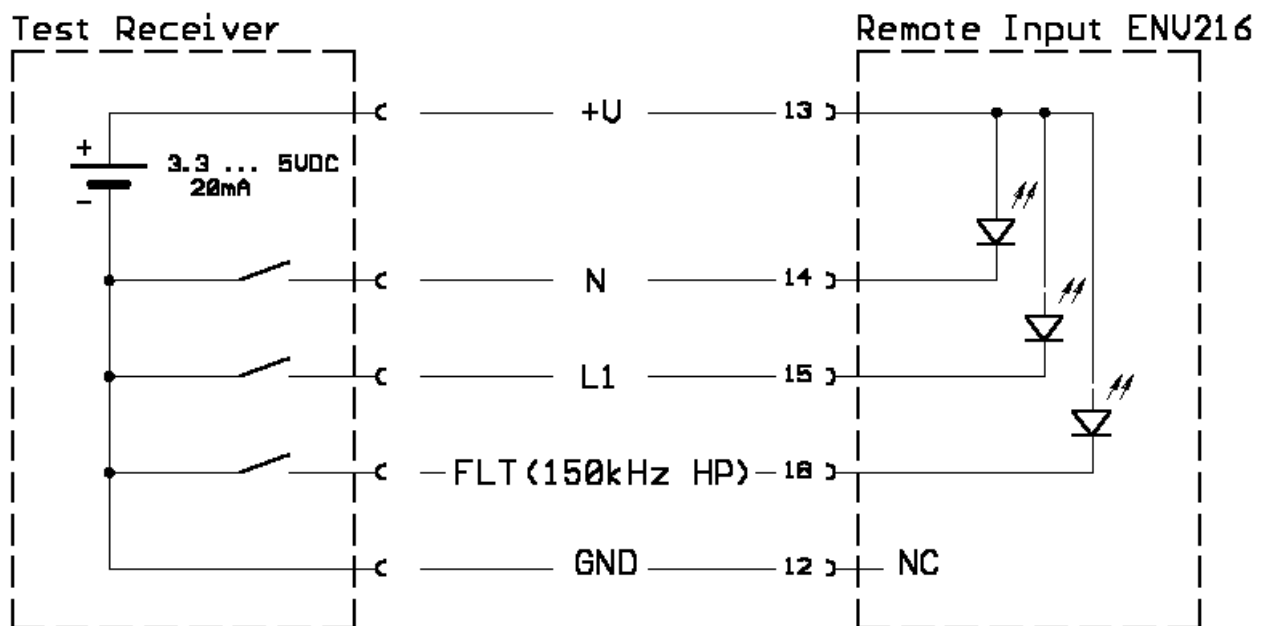 Test Receiver
Remote Input ENV216
+V
13
+
3.3 ... 5VDC
20mA
-
N
14
L1
15
FLT(150kHz HP)
16
GND
12
NC